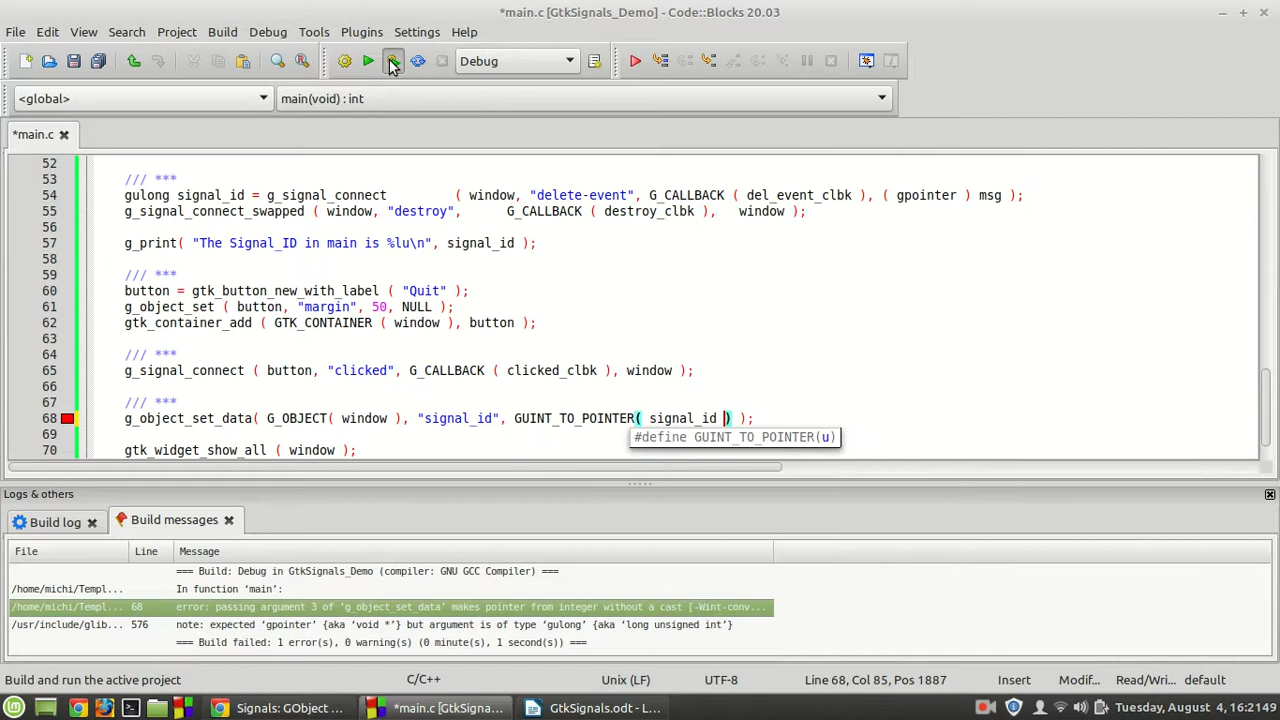 *main.c [GtkSignals_Demo] - Code::Blocks 20.03
File Edit View Search Project Build Debug Tools Plugins Settings Help
Debug
<global> main(void) : int
*main.c
52
53 /// ***
54 gulong signal_id = g_signal_connect ( window, "delete-event", G_CALLBACK ( del_event_clbk ), ( gpointer ) msg );
55 g_signal_connect_swapped ( window, "destroy", G_CALLBACK ( destroy_clbk ), window );
56
57 g_print( "The Signal_ID in main is %lu\n", signal_id );
58
59 /// ***
60 button = gtk_button_new_with_label ( "Quit" );
61 g_object_set ( button, "margin", 50, NULL );
62 gtk_container_add ( GTK_CONTAINER ( window ), button );
63
64 /// ***
65 g_signal_connect ( button, "clicked", G_CALLBACK ( clicked_clbk ), window );
66
67 /// ***
68 g_object_set_data( G_OBJECT( window ), "signal_id", GUINT_TO_POINTER( signal_id ) );
#define GUINT_TO_POINTER(u)
69
70 gtk_widget_show_all ( window );
Logs & others
Build log Build messages
File Line Message
=== Build: Debug in GtkSignals_Demo (compiler: GNU GCC Compiler) ===
/home/michi/Templ... In function ‘main’:
/home/michi/Templ... 68 error: passing argument 3 of ‘g_object_set_data’ makes pointer from integer without a cast [-Wint-conv...
/usr/include/glib... 576 note: expected ‘gpointer’ {aka ‘void *’} but argument is of type ‘gulong’ {aka ‘long unsigned int’}
=== Build failed: 1 error(s), 0 warning(s) (0 minute(s), 1 second(s)) ===
Build and run the active project C/C++ Unix (LF) UTF-8 Line 68, Col 85, Pos 1887 Insert Modif... Read/Wri... default
Signals: GObject ... *main.c [GtkSigna... GtkSignals.odt - L... Tuesday, August 4, 16:21:49